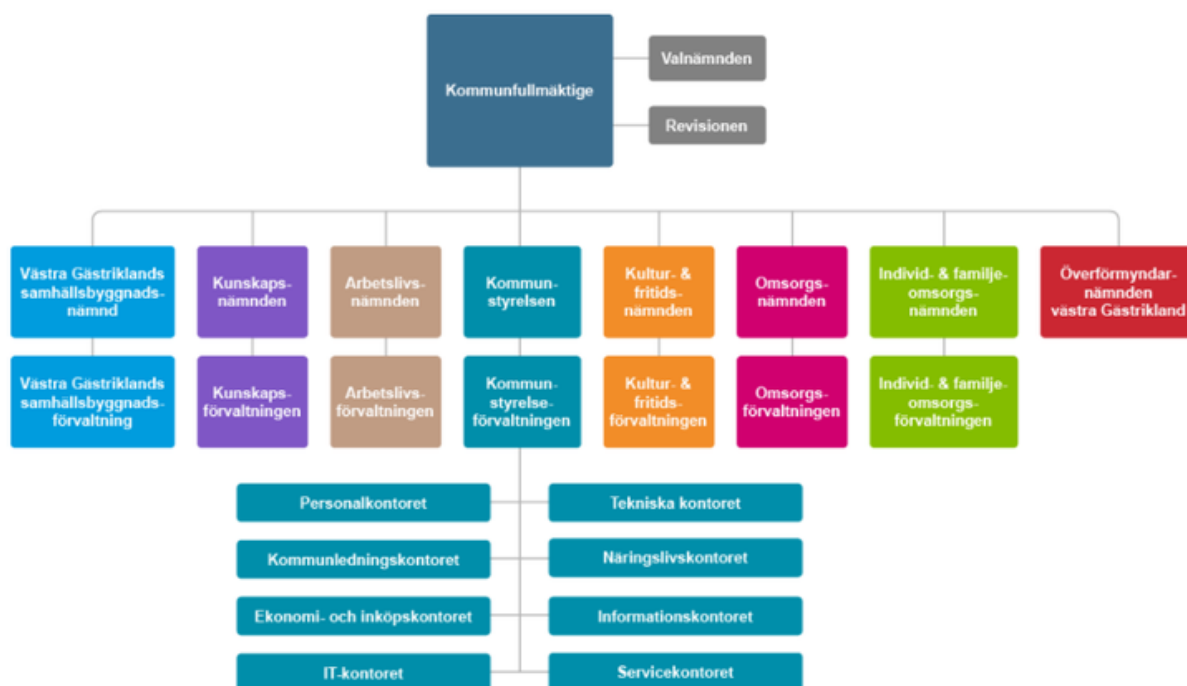 Kommunfullmäktige
Valnämnden
Revisionen
Västra Gästriklands
samhällsbyggnads-
nämnd
Kunskaps-
nämnden
Arbetslivs-
nämnden
Kommun-
styrelsen
Kultur- &
fritids-
nämnden
Omsorgs-
nämnden
Individ- & familje-
omsorgs-
nämnden
Överförmyndar-
nämnden
västra Gästrikland
Västra Gästriklands
samhällsbyggnads-
förvaltning
Kunskaps-
förvaltningen
Arbetslivs-
förvaltningen
Kommun-
styrelse-
förvaltningen
Kultur- &
fritids-
förvaltningen
Omsorgs-
förvaltningen
Individ- & familje-
omsorgs-
förvaltningen
Personalkontoret
Tekniska kontoret
Kommunledningskontoret
Näringslivskontoret
Ekonomi- och inköpskontoret
Informationskontoret
IT-kontoret
Servicekontoret